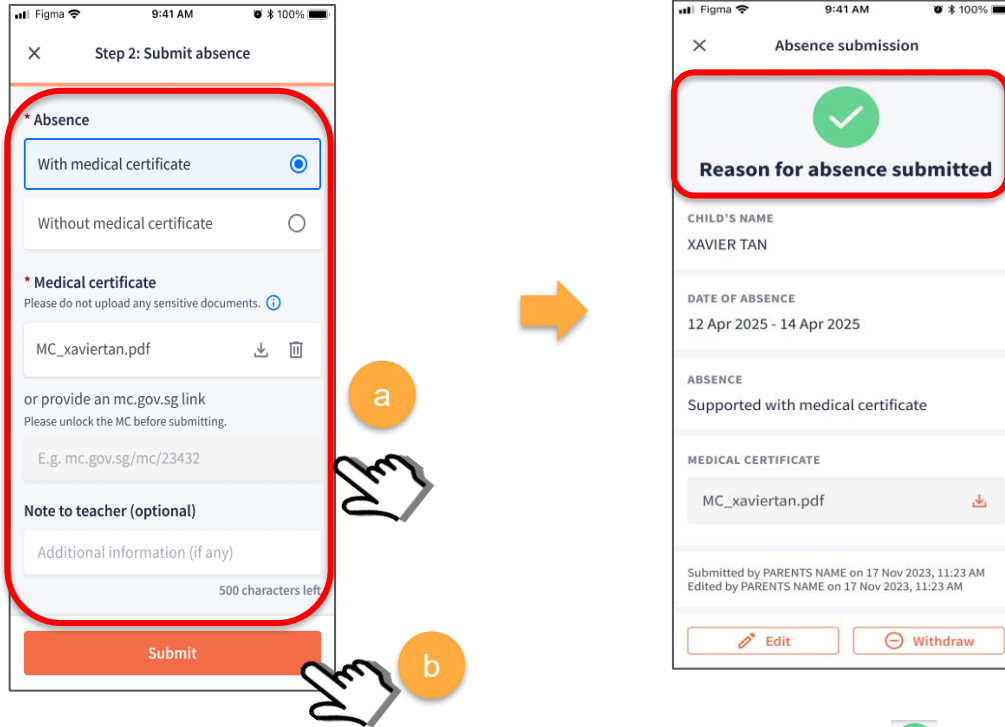 Figma 9:41 AM 100%
Step 2: Submit absence
* Absence
With medical certificate
Without medical certificate
* Medical certificate
Please do not upload any sensitive documents.
MC_xaviertan.pdf
or provide an mc.gov.sg link
Please unlock the MC before submitting.
E.g. mc.gov.sg/mc/23432
Note to teacher (optional)
Additional information (if any)
500 characters left
Submit
a
b
Figma 9:41 AM 100%
Absence submission
Reason for absence submitted
CHILD'S NAME
XAVIER TAN
DATE OF ABSENCE
12 Apr 2025 - 14 Apr 2025
ABSENCE
Supported with medical certificate
MEDICAL CERTIFICATE
MC_xaviertan.pdf
Submitted by PARENTS NAME on 17 Nov 2023, 11:23 AM
Edited by PARENTS NAME on 17 Nov 2023, 11:23 AM
Edit
Withdraw